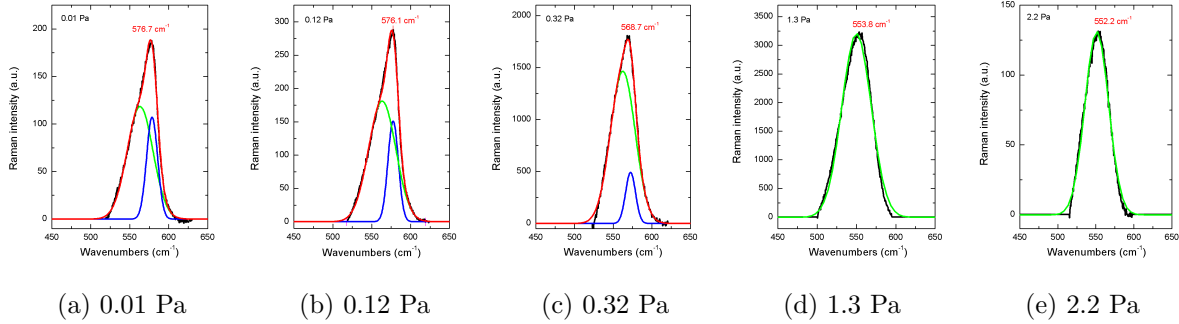 0.01 Pa
576.7 cm-1
Raman intensity (a.u.)
200
150
100
50
0
450 500 550 600 650
Wavenumbers (cm-1)
(a) 0.01 Pa
0.12 Pa
576.1 cm-1
Raman intensity (a.u.)
300
250
200
150
100
50
0
450 500 550 600 650
Wavenumbers (cm-1)
(b) 0.12 Pa
0.32 Pa
568.7 cm-1
Raman intensity (a.u.)
2000
1500
1000
500
0
450 500 550 600 650
Wavenumbers (cm-1)
(c) 0.32 Pa
1.3 Pa
553.8 cm-1
Raman intensity (a.u.)
3500
3000
2500
2000
1500
1000
500
0
450 500 550 600 650
Wavenumbers (cm-1)
(d) 1.3 Pa
2.2 Pa
552.2 cm-1
Raman intensity (a.u.)
150
100
50
0
450 500 550 600 650
Wavenumbers (cm-1)
(e) 2.2 Pa